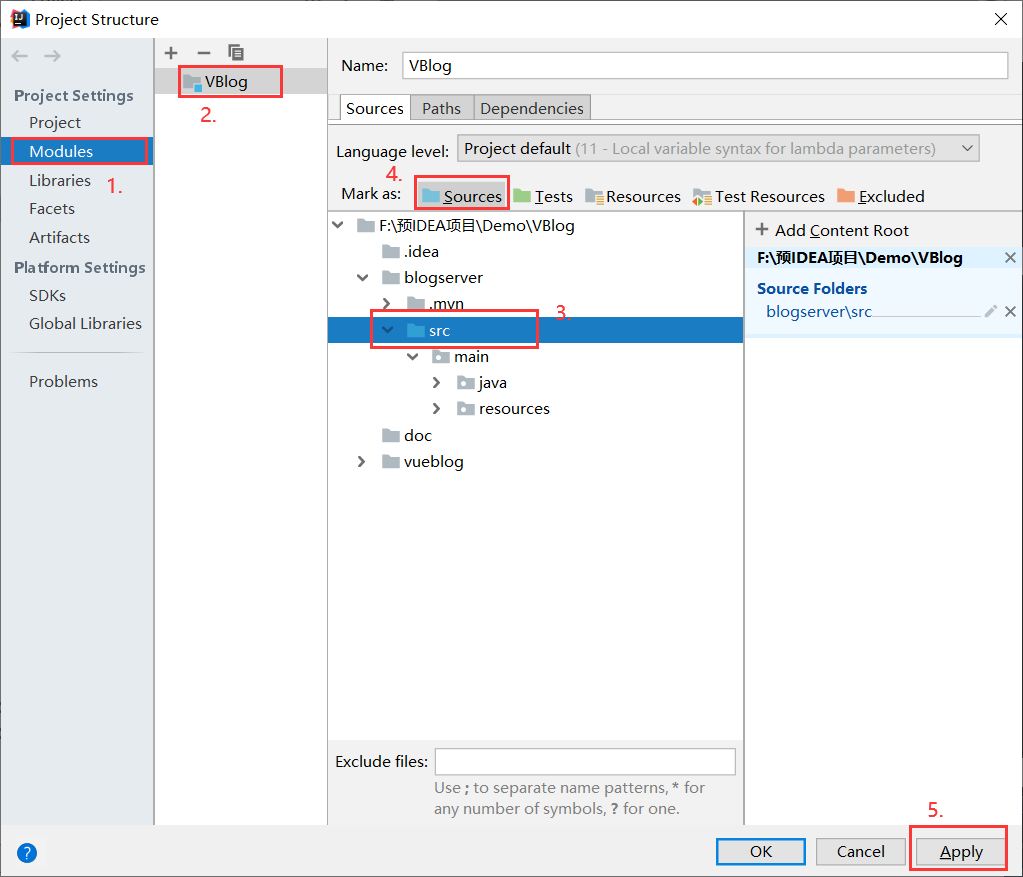 Project Structure
Project Settings
Project
Modules
1.
Libraries
Facets
Artifacts
Platform Settings
SDKs
Global Libraries
Problems
VBlog
2.
Name: VBlog
Sources Paths Dependencies
Language level: Project default (11 - Local variable syntax for lambda parameters)
4.
Mark as: Sources Tests Resources Test Resources Excluded
F:\预IDEA项目\Demo\VBlog
.idea
blogserver
.mvn
3.
src
main
java
resources
doc
vueblog
+ Add Content Root
F:\预IDEA项目\Demo\VBlog
Source Folders
blogserver\src
Exclude files:
Use ; to separate name patterns, * for
any number of symbols, ? for one.
5.
?
OK Cancel Apply